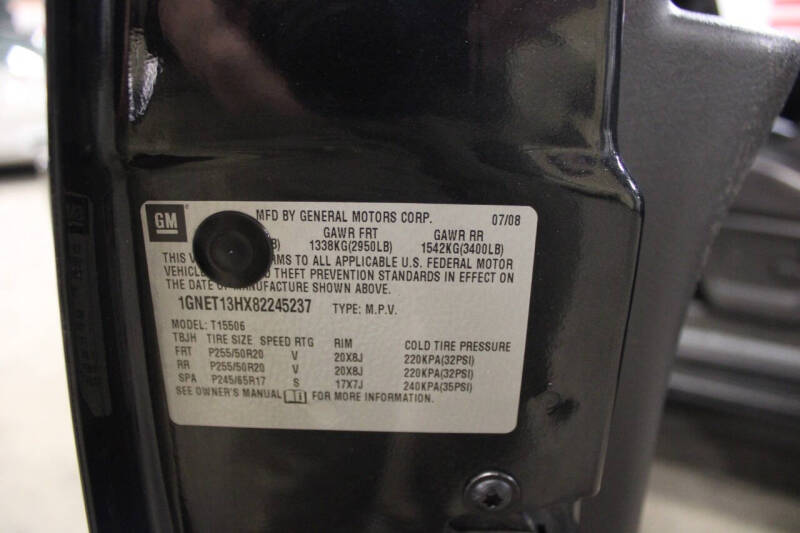 GM MFD BY GENERAL MOTORS CORP. 07/08
GAWR FRT GAWR RR
1338KG(2950LB) 1542KG(3400LB)
THIS TO ALL APPLICABLE U.S. FEDERAL MOTOR
THEFT PREVENTION STANDARDS IN EFFECT ON
THE DATE OF MANUFACTURE SHOWN ABOVE.
1GNET13HX82245237 TYPE: M.P.V.
MODEL: T15506
TBJH TIRE SIZE SPEED RTG RIM COLD TIRE PRESSURE
FRT P255/50R20 V 20X8J 220KPA(32PSI)
RR P255/50R20 V 20X8J 220KPA(32PSI)
SPA P245/65R17 S 17X7J 240KPA(35PSI)
SEE OWNER'S MANUAL FOR MORE INFORMATION.